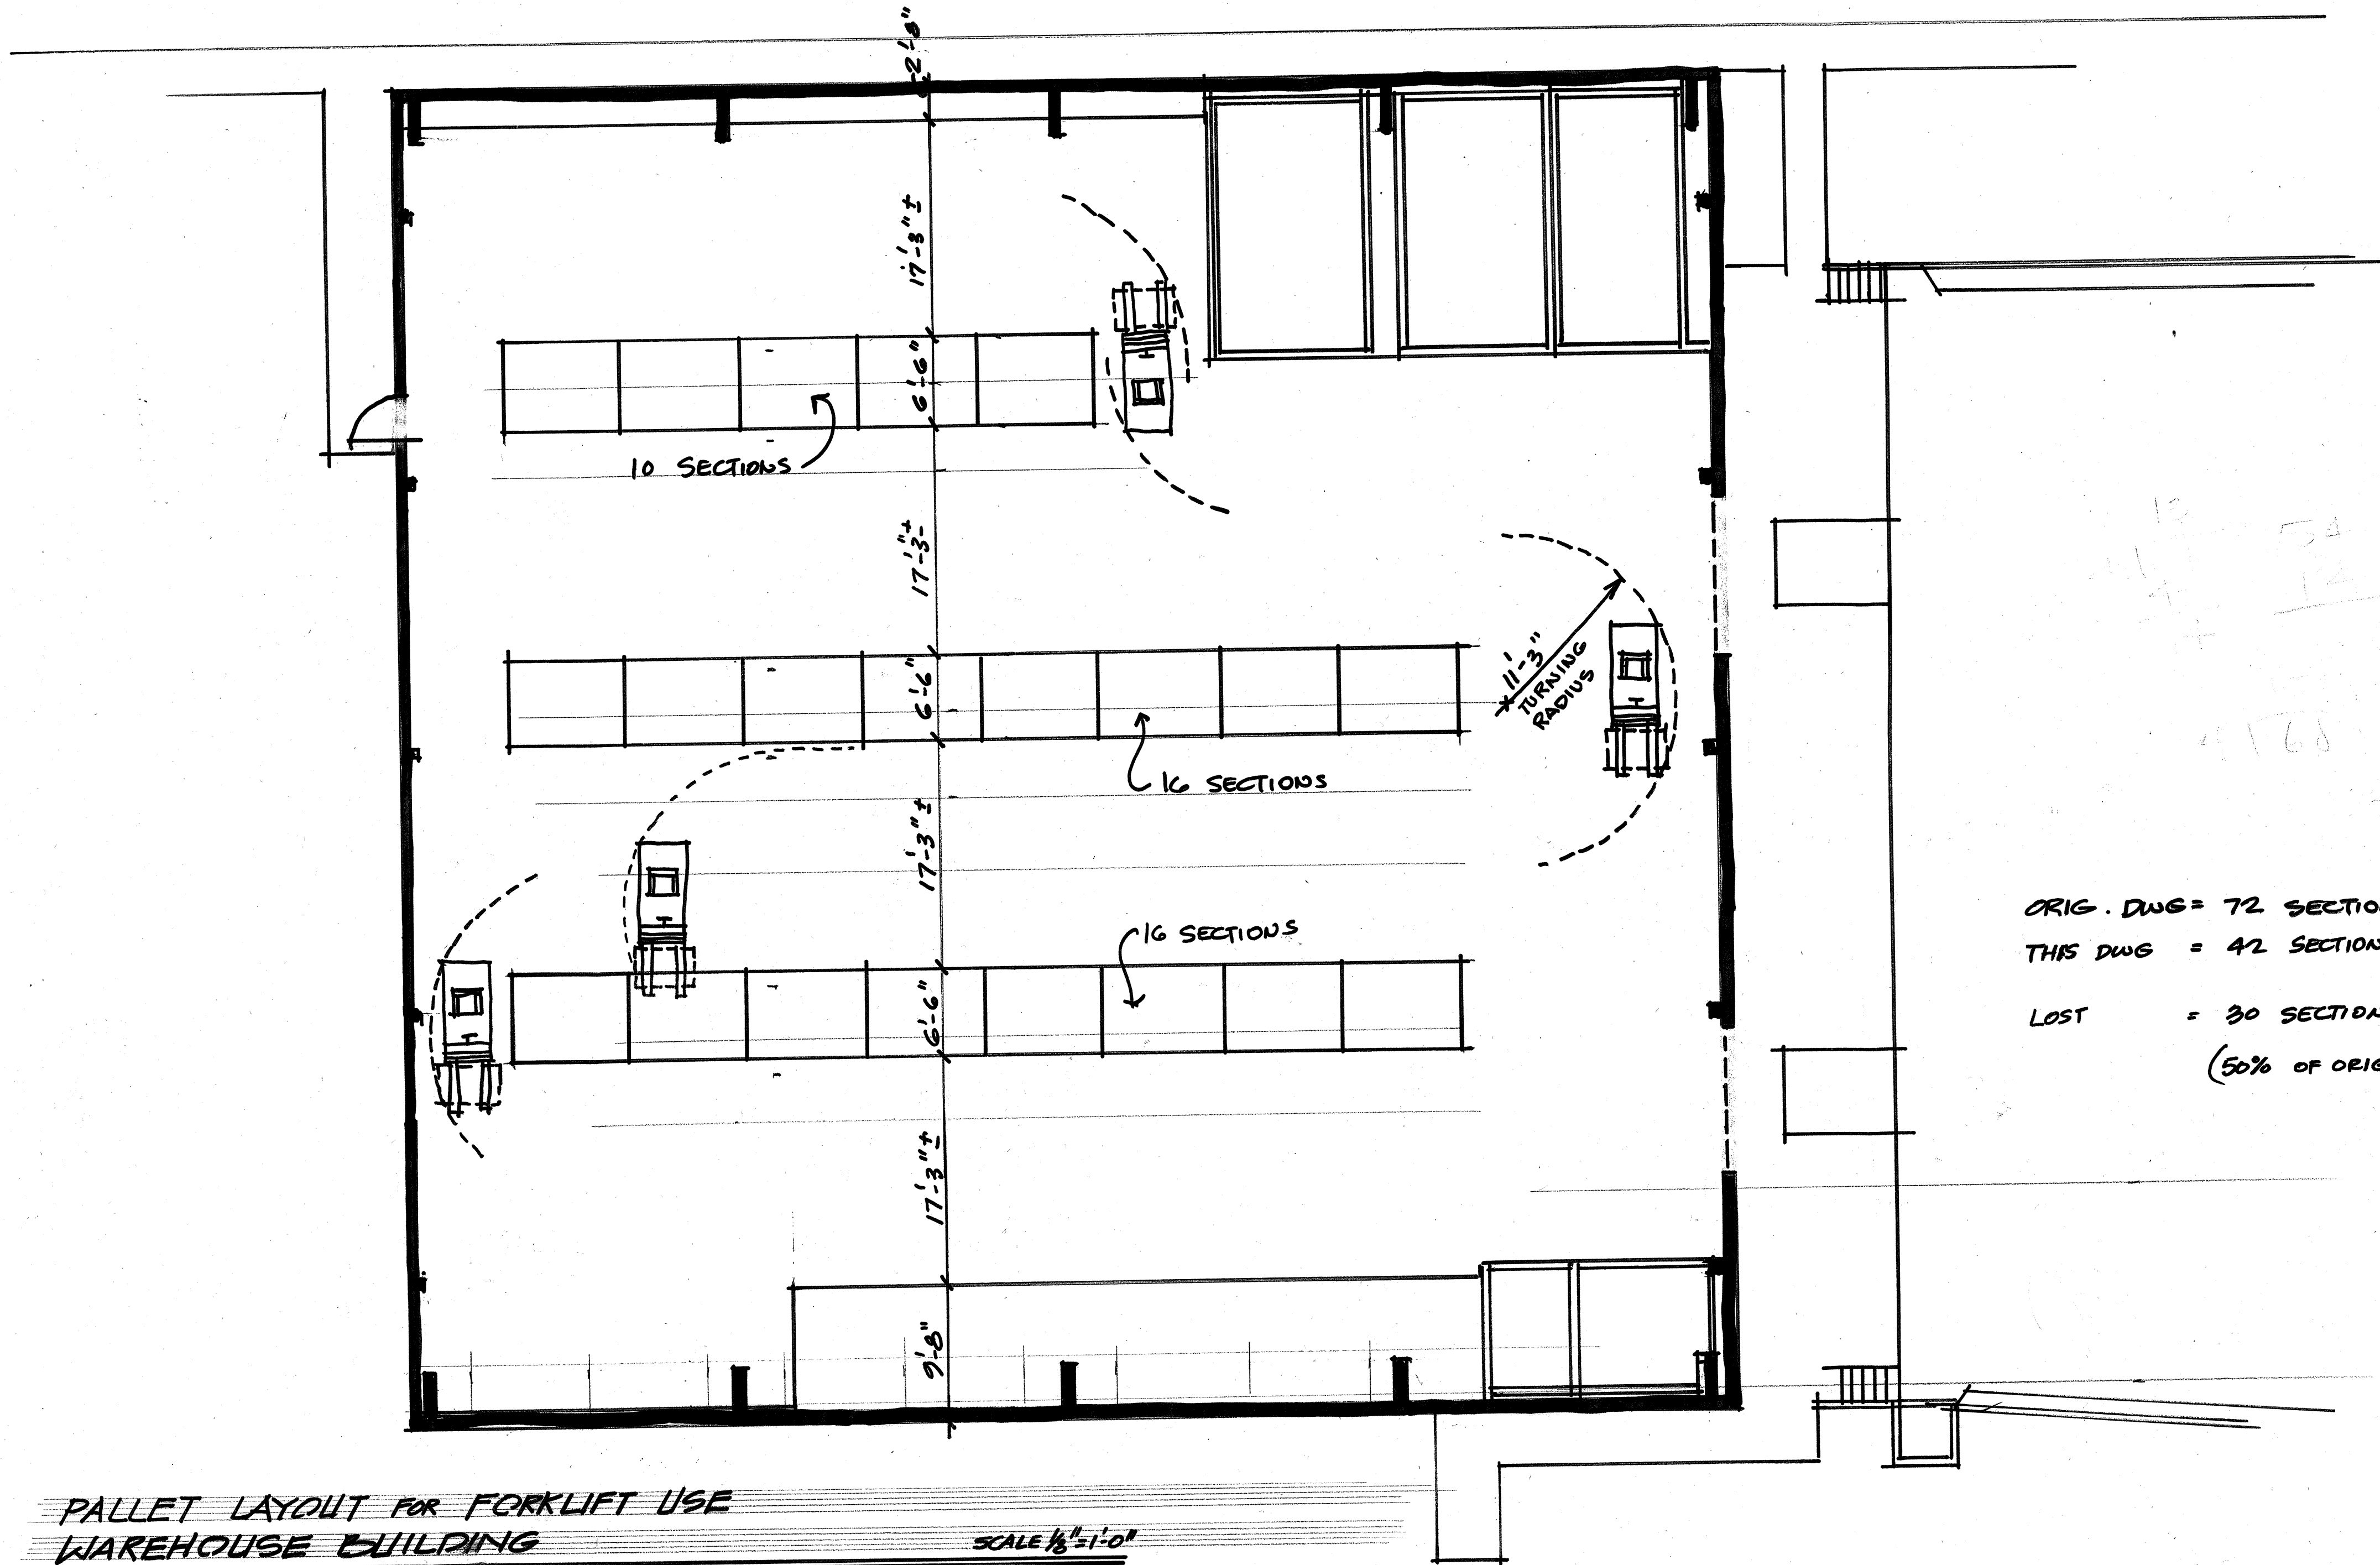 2'-8"
17'-3"±
6'-6"
10 SECTIONS
17'-3"±
6'-6"
11'-3"
TURNING
RADIUS
16 SECTIONS
17'-3"±
16 SECTIONS
6'-6"
17'-3"±
9'-8"
ORIG. DWG = 72 SECTIO
THIS DWG = 42 SECTION
LOST = 30 SECTION
(50% OF ORIG
PALLET LAYOUT FOR FORKLIFT USE
WAREHOUSE BUILDING
SCALE 1/8"=1'-0"